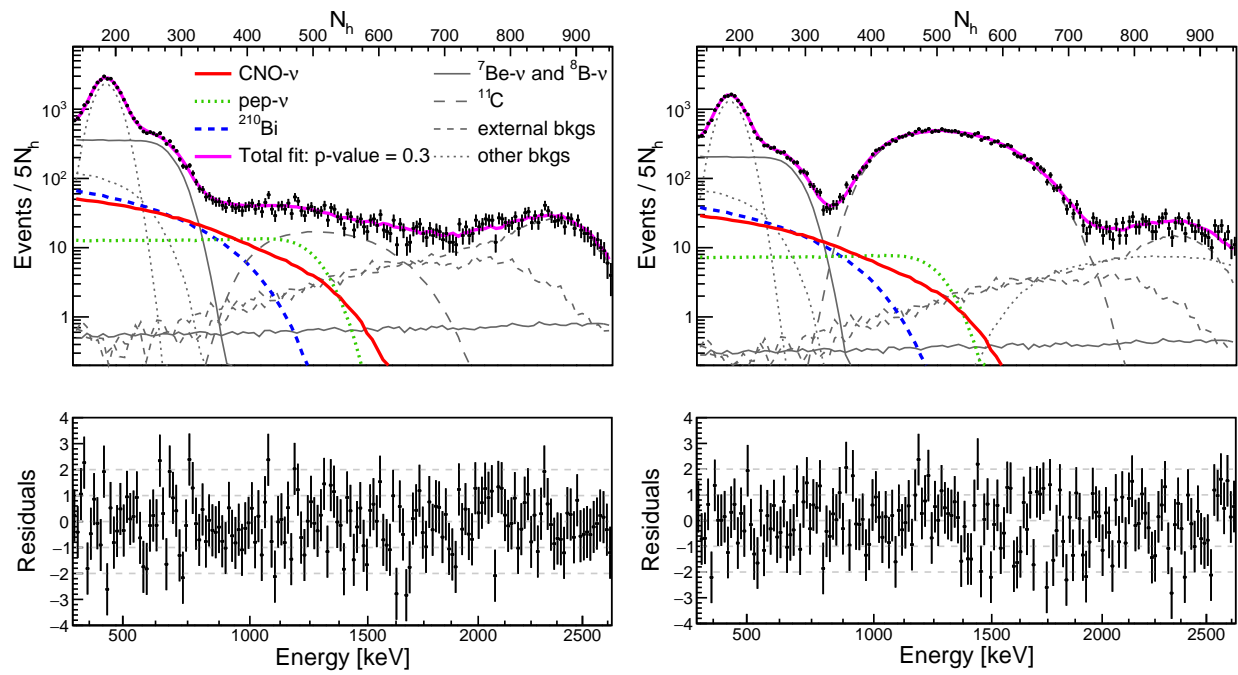 N_h N_h
200 300 400 500 600 700 800 900 200 300 400 500 600 700 800 900
Events / 5N_h
10³
10²
10
1
CNO-ν
pep-ν
²¹⁰Bi
Total fit: p-value = 0.3
⁷Be-ν and ⁸B-ν
¹¹C
external bkgs
other bkgs
Events / 5N_h
10³
10²
10
1
Residuals
4
3
2
1
0
−1
−2
−3
−4
500 1000 1500 2000 2500
Energy [keV]
Residuals
4
3
2
1
0
−1
−2
−3
−4
500 1000 1500 2000 2500
Energy [keV]